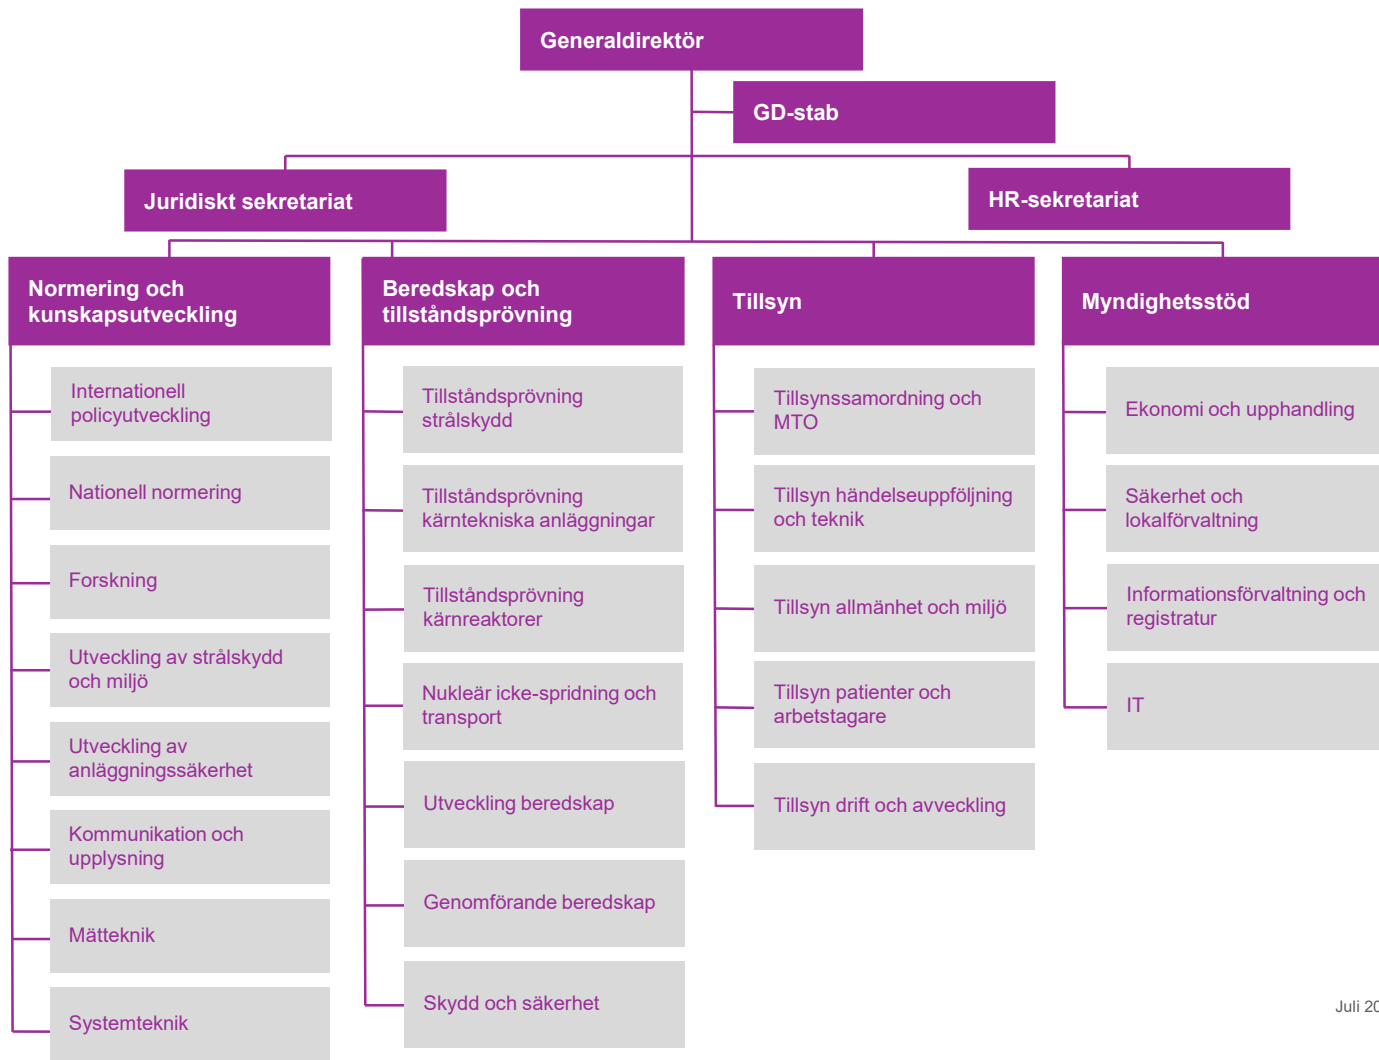 Generaldirektör
GD-stab
Juridiskt sekretariat
HR-sekretariat
Normering och
kunskapsutveckling
Internationell
policyutveckling
Nationell normering
Forskning
Utveckling av strålskydd
och miljö
Utveckling av
anläggningssäkerhet
Kommunikation och
upplysning
Mätteknik
Systemteknik
Beredskap och
tillståndsprövning
Tillståndsprövning
strålskydd
Tillståndsprövning
kärntekniska anläggningar
Tillståndsprövning
kärnreaktorer
Nukleär icke-spridning och
transport
Utveckling beredskap
Genomförande beredskap
Skydd och säkerhet
Tillsyn
Tillsynssamordning och
MTO
Tillsyn händelseuppföljning
och teknik
Tillsyn allmänhet och miljö
Tillsyn patienter och
arbetstagare
Tillsyn drift och avveckling
Myndighetsstöd
Ekonomi och upphandling
Säkerhet och
lokalförvaltning
Informationsförvaltning och
registratur
IT
Juli 20